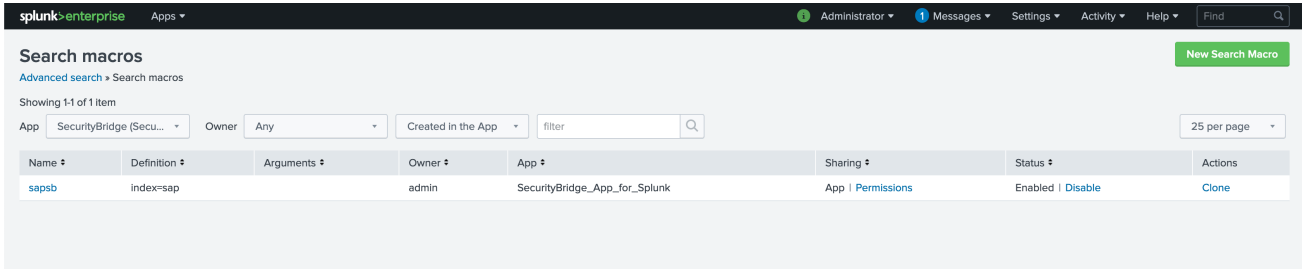 splunk>enterprise Apps ▾ i Administrator ▾ 1 Messages ▾ Settings ▾ Activity ▾ Help ▾ Find
Search macros
New Search Macro
Advanced search » Search macros
Showing 1-1 of 1 item
App SecurityBridge (Secu... ▾ Owner Any ▾ Created in the App ▾ filter 25 per page ▾
Name Definition Arguments Owner App Sharing Status Actions
sapsb index=sap admin SecurityBridge_App_for_Splunk App | Permissions Enabled | Disable Clone